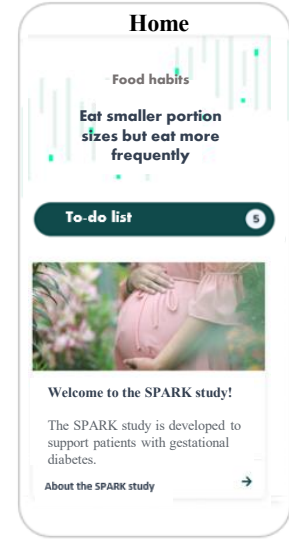 Home
Food habits
Eat smaller portion
sizes but eat more
frequently
To-do list
5
Welcome to the SPARK study!
The SPARK study is developed to
support patients with gestational
diabetes.
About the SPARK study